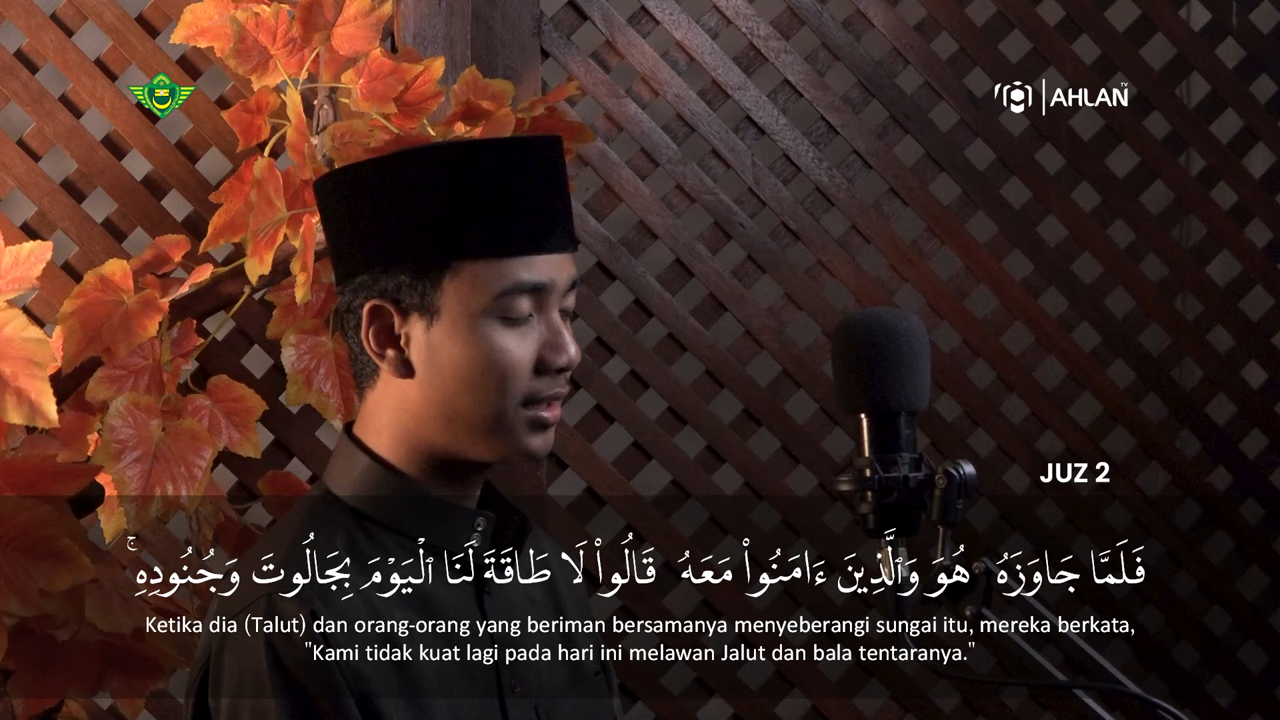 AHLAN TV
JUZ 2
فَلَمَّا جَاوَزَهُۥ هُوَ وَٱلَّذِينَ ءَامَنُوا۟ مَعَهُۥ قَالُوا۟ لَا طَاقَةَ لَنَا ٱلْيَوْمَ بِجَالُوتَ وَجُنُودِهِۦ ۚ
Ketika dia (Talut) dan orang-orang yang beriman bersamanya menyeberangi sungai itu, mereka berkata,
"Kami tidak kuat lagi pada hari ini melawan Jalut dan bala tentaranya."